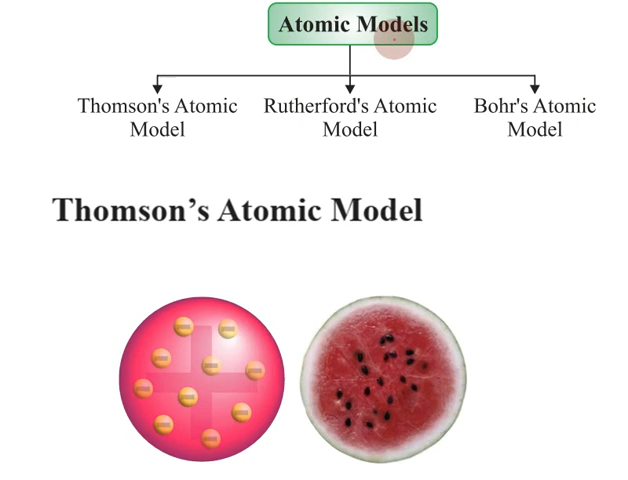 Atomic Models
Thomson's Atomic
Model
Rutherford's Atomic
Model
Bohr's Atomic
Model
Thomson’s Atomic Model